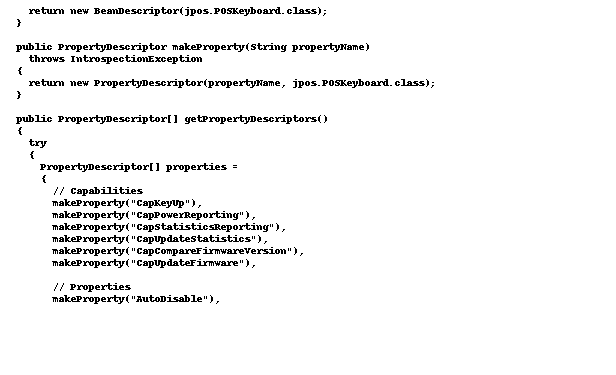 return new BeanDescriptor(jpos.POSKeyboard.class);
}

public PropertyDescriptor makeProperty(String propertyName)
  throws IntrospectionException
{
  return new PropertyDescriptor(propertyName, jpos.POSKeyboard.class);
}

public PropertyDescriptor[] getPropertyDescriptors()
{
  try
  {
    PropertyDescriptor[] properties =
    {
      // Capabilities
      makeProperty("CapKeyUp"),
      makeProperty("CapPowerReporting"),
      makeProperty("CapStatisticsReporting"),
      makeProperty("CapUpdateStatistics"),
      makeProperty("CapCompareFirmwareVersion"),
      makeProperty("CapUpdateFirmware"),

      // Properties
      makeProperty("AutoDisable"),